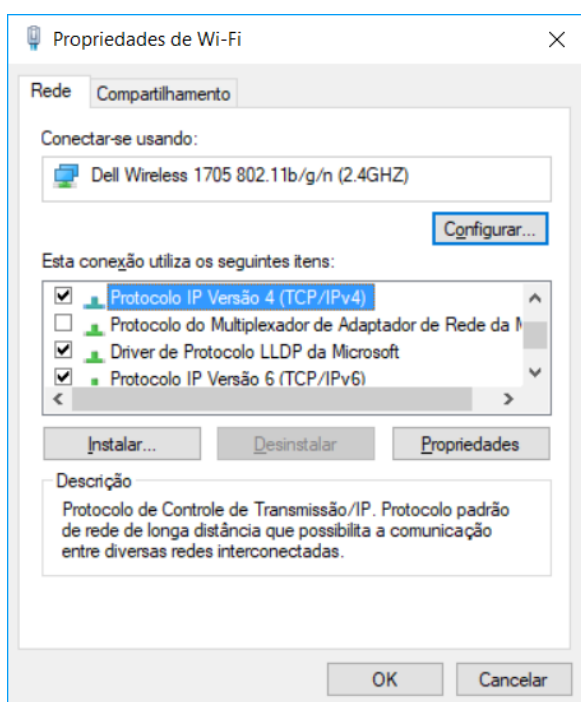 Propriedades de Wi-Fi
Rede
Compartilhamento
Conectar-se usando:
Dell Wireless 1705 802.11b/g/n (2.4GHZ)
Configurar...
Esta conexão utiliza os seguintes itens:
Protocolo IP Versão 4 (TCP/IPv4)
Protocolo do Multiplexador de Adaptador de Rede da
Driver de Protocolo LLDP da Microsoft
Protocolo IP Versão 6 (TCP/IPv6)
Instalar...
Desinstalar
Propriedades
Descrição
Protocolo de Controle de Transmissão/IP. Protocolo padrão
de rede de longa distância que possibilita a comunicação
entre diversas redes interconectadas.
OK
Cancelar